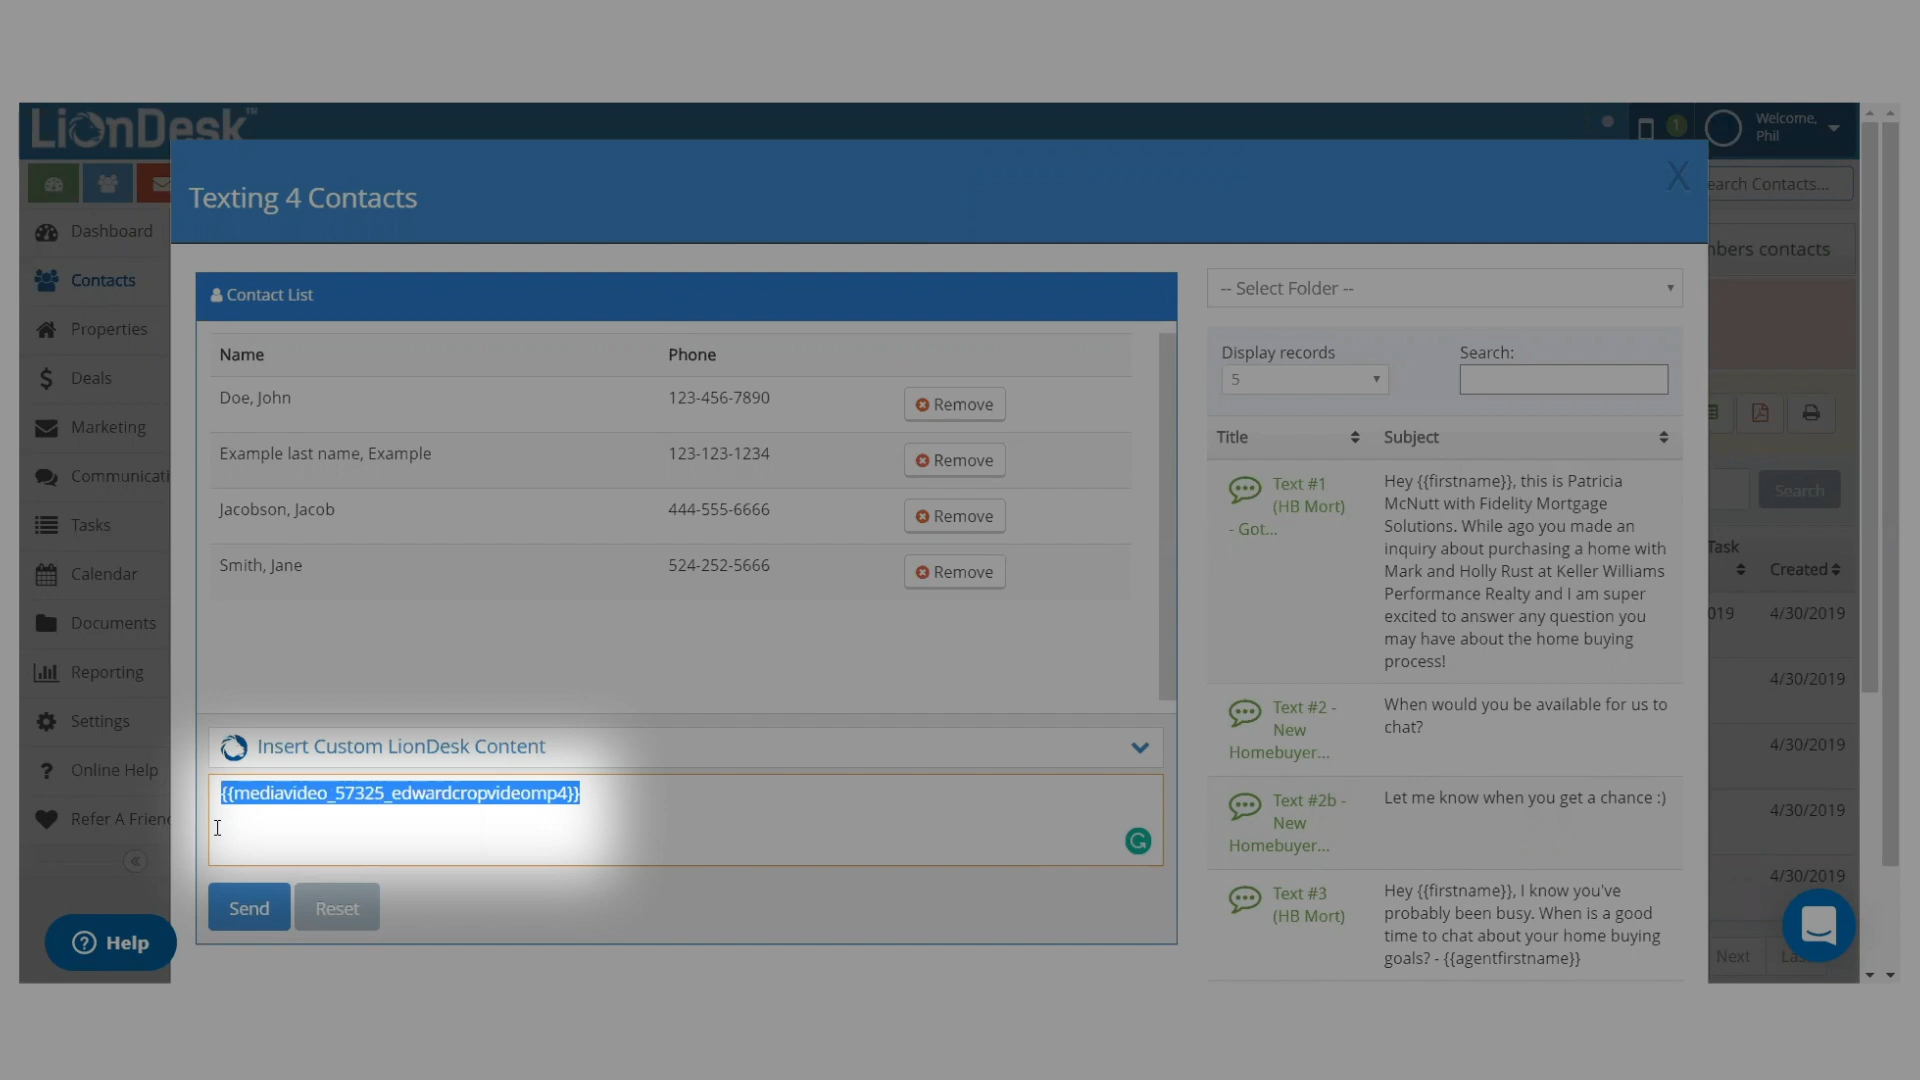 LionDesk™
1
Welcome,
Phil
Texting 4 Contacts
X
earch Contacts...
Dashboard
Contacts
Properties
Deals
Marketing
Communicati
Tasks
Calendar
Documents
Reporting
Settings
Online Help
Refer A Frien
Help
Contact List
Name Phone
Doe, John 123-456-7890 Remove
Example last name, Example 123-123-1234 Remove
Jacobson, Jacob 444-555-6666 Remove
Smith, Jane 524-252-5666 Remove
Insert Custom LionDesk Content
{{mediavideo_57325_edwardcropvideomp4}}
Send Reset
-- Select Folder --
Display records Search:
5
Title Subject
Text #1
(HB Mort)
- Got...
Hey {{firstname}}, this is Patricia
McNutt with Fidelity Mortgage
Solutions. While ago you made an
inquiry about purchasing a home with
Mark and Holly Rust at Keller Williams
Performance Realty and I am super
excited to answer any question you
may have about the home buying
process!
Text #2 -
New
Homebuyer...
When would you be available for us to
chat?
Text #2b -
New
Homebuyer...
Let me know when you get a chance :)
Text #3
(HB Mort)
Hey {{firstname}}, I know you've
probably been busy. When is a good
time to chat about your home buying
goals? - {{agentfirstname}}
nbers contacts
Search
Task
Created
019 4/30/2019
4/30/2019
4/30/2019
4/30/2019
4/30/2019
Next